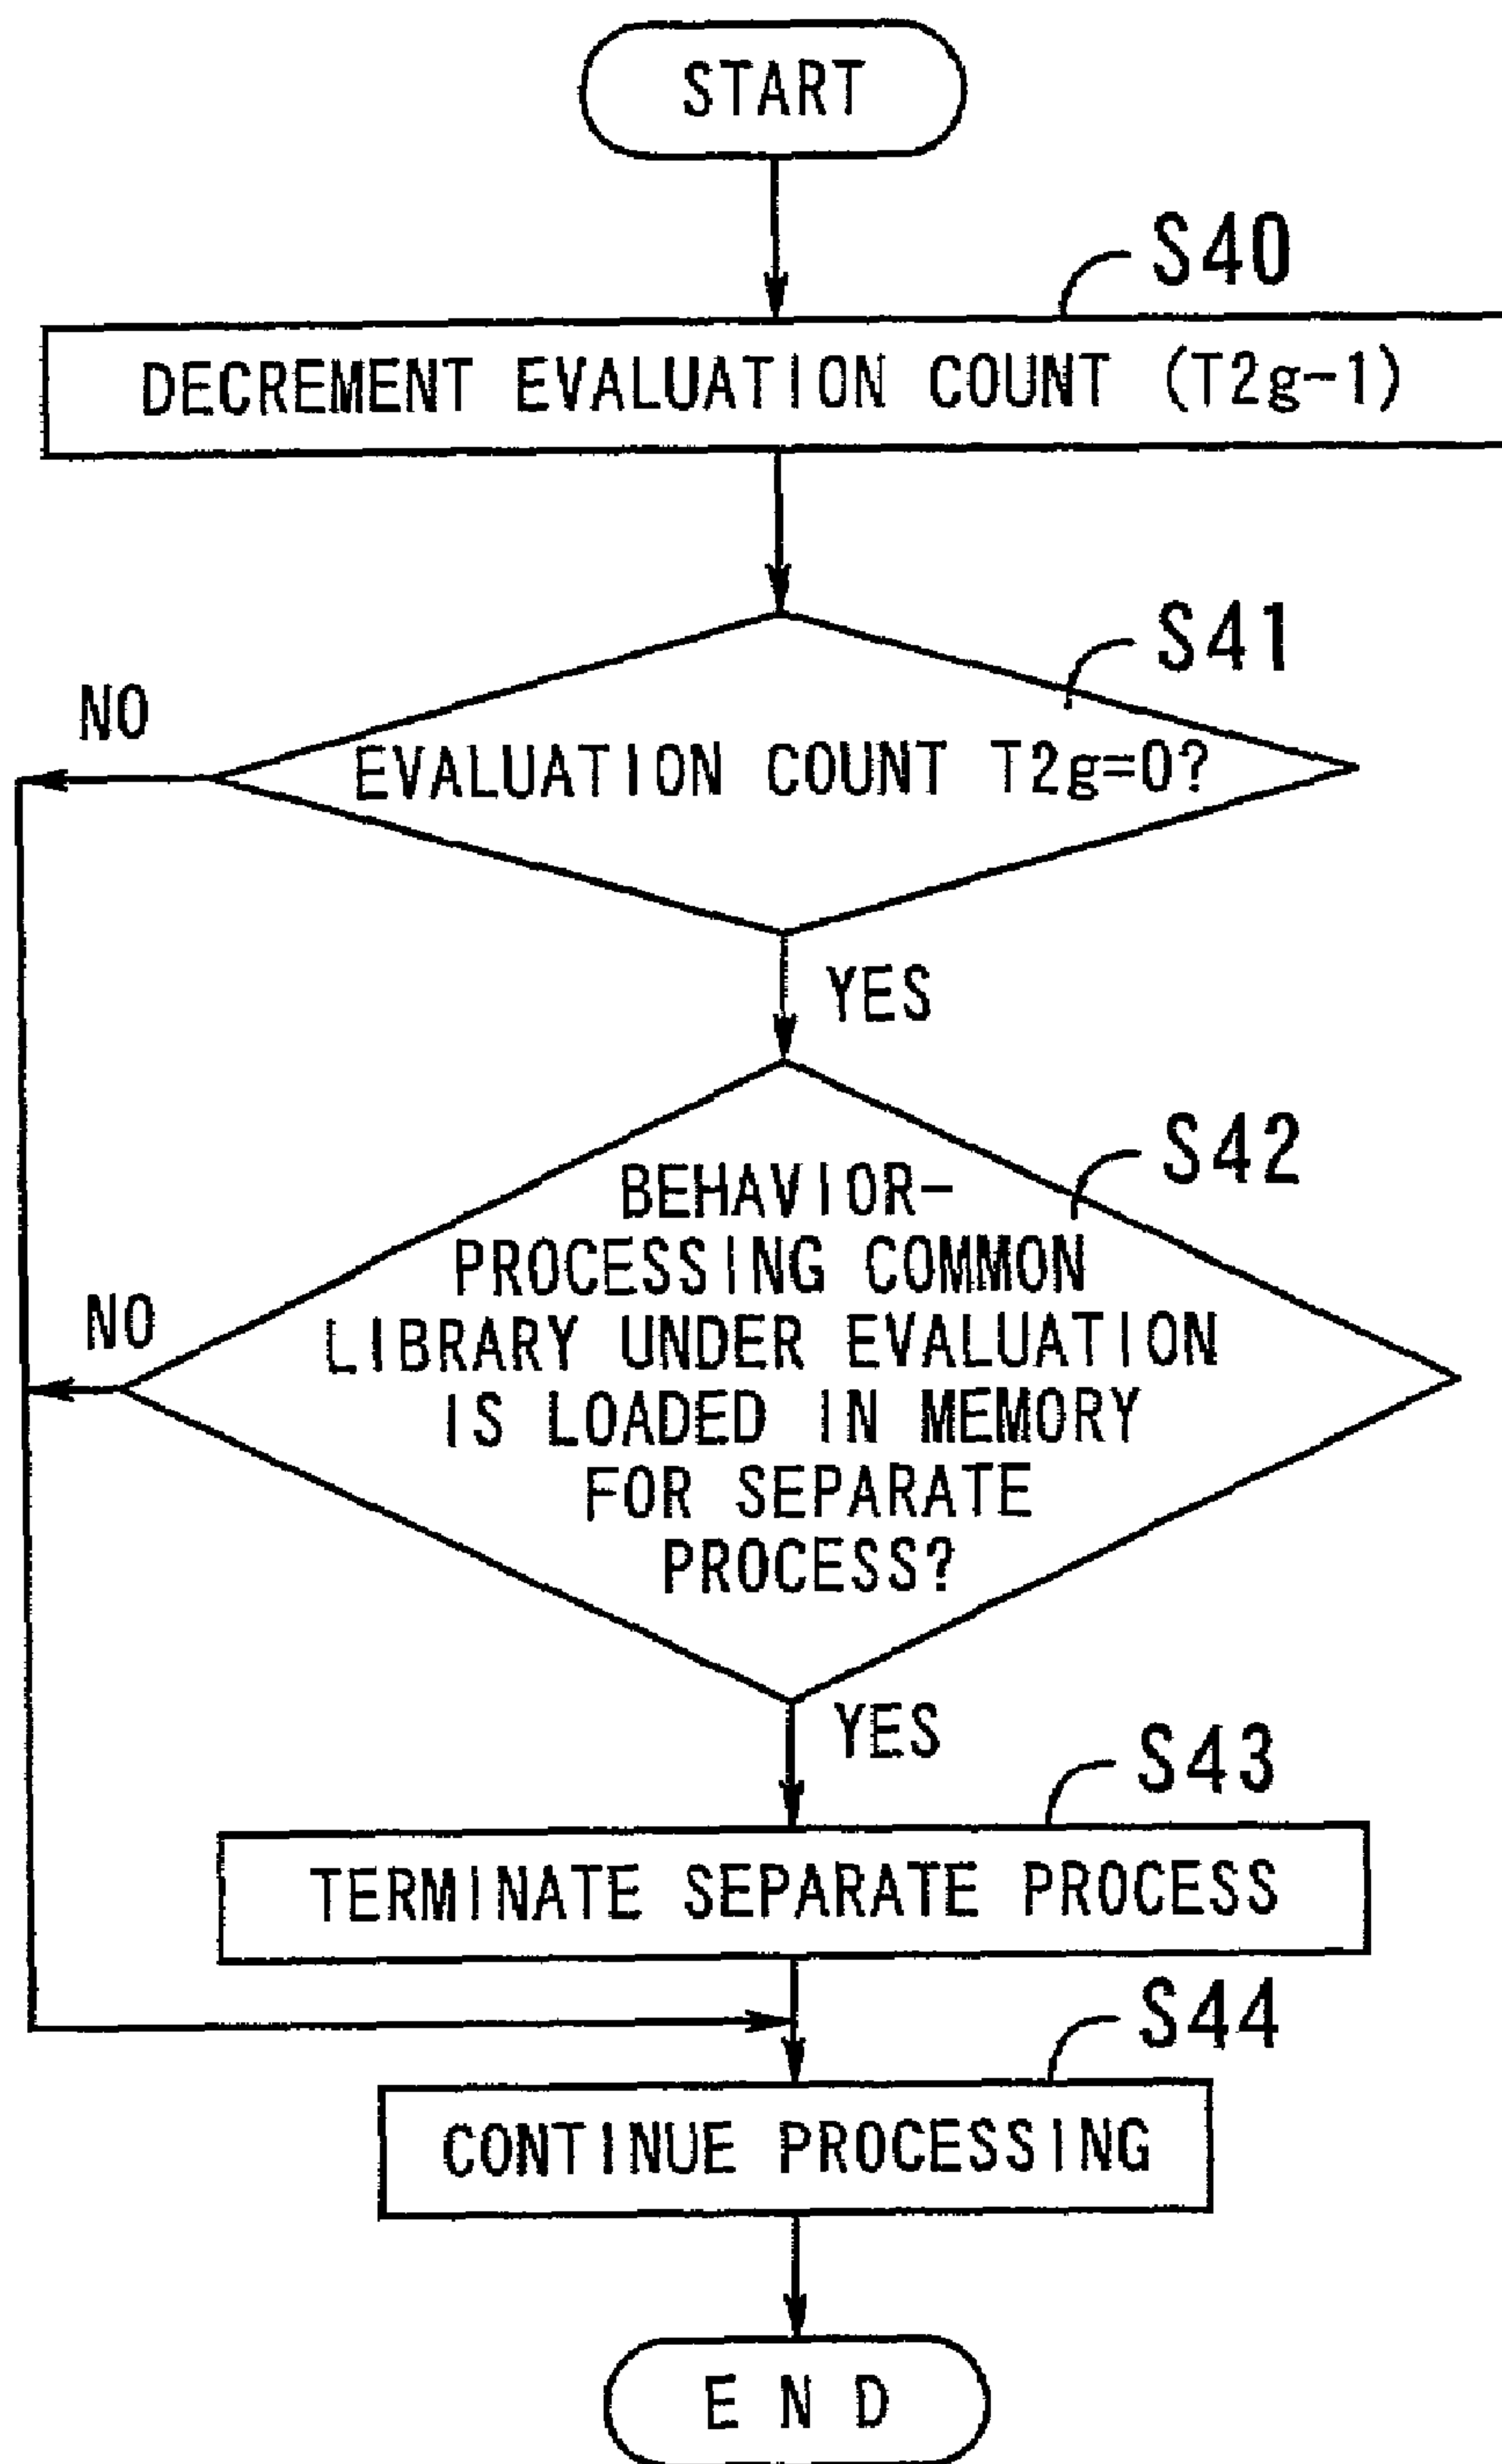 START
S40
DECREMENT EVALUATION COUNT (T2g-1)
S41
NO
EVALUATION COUNT T2g=0?
YES
S42
BEHAVIOR-
PROCESSING COMMON
NO
LIBRARY UNDER EVALUATION
IS LOADED IN MEMORY
FOR SEPARATE
PROCESS?
YES
S43
TERMINATE SEPARATE PROCESS
S44
CONTINUE PROCESSING
END